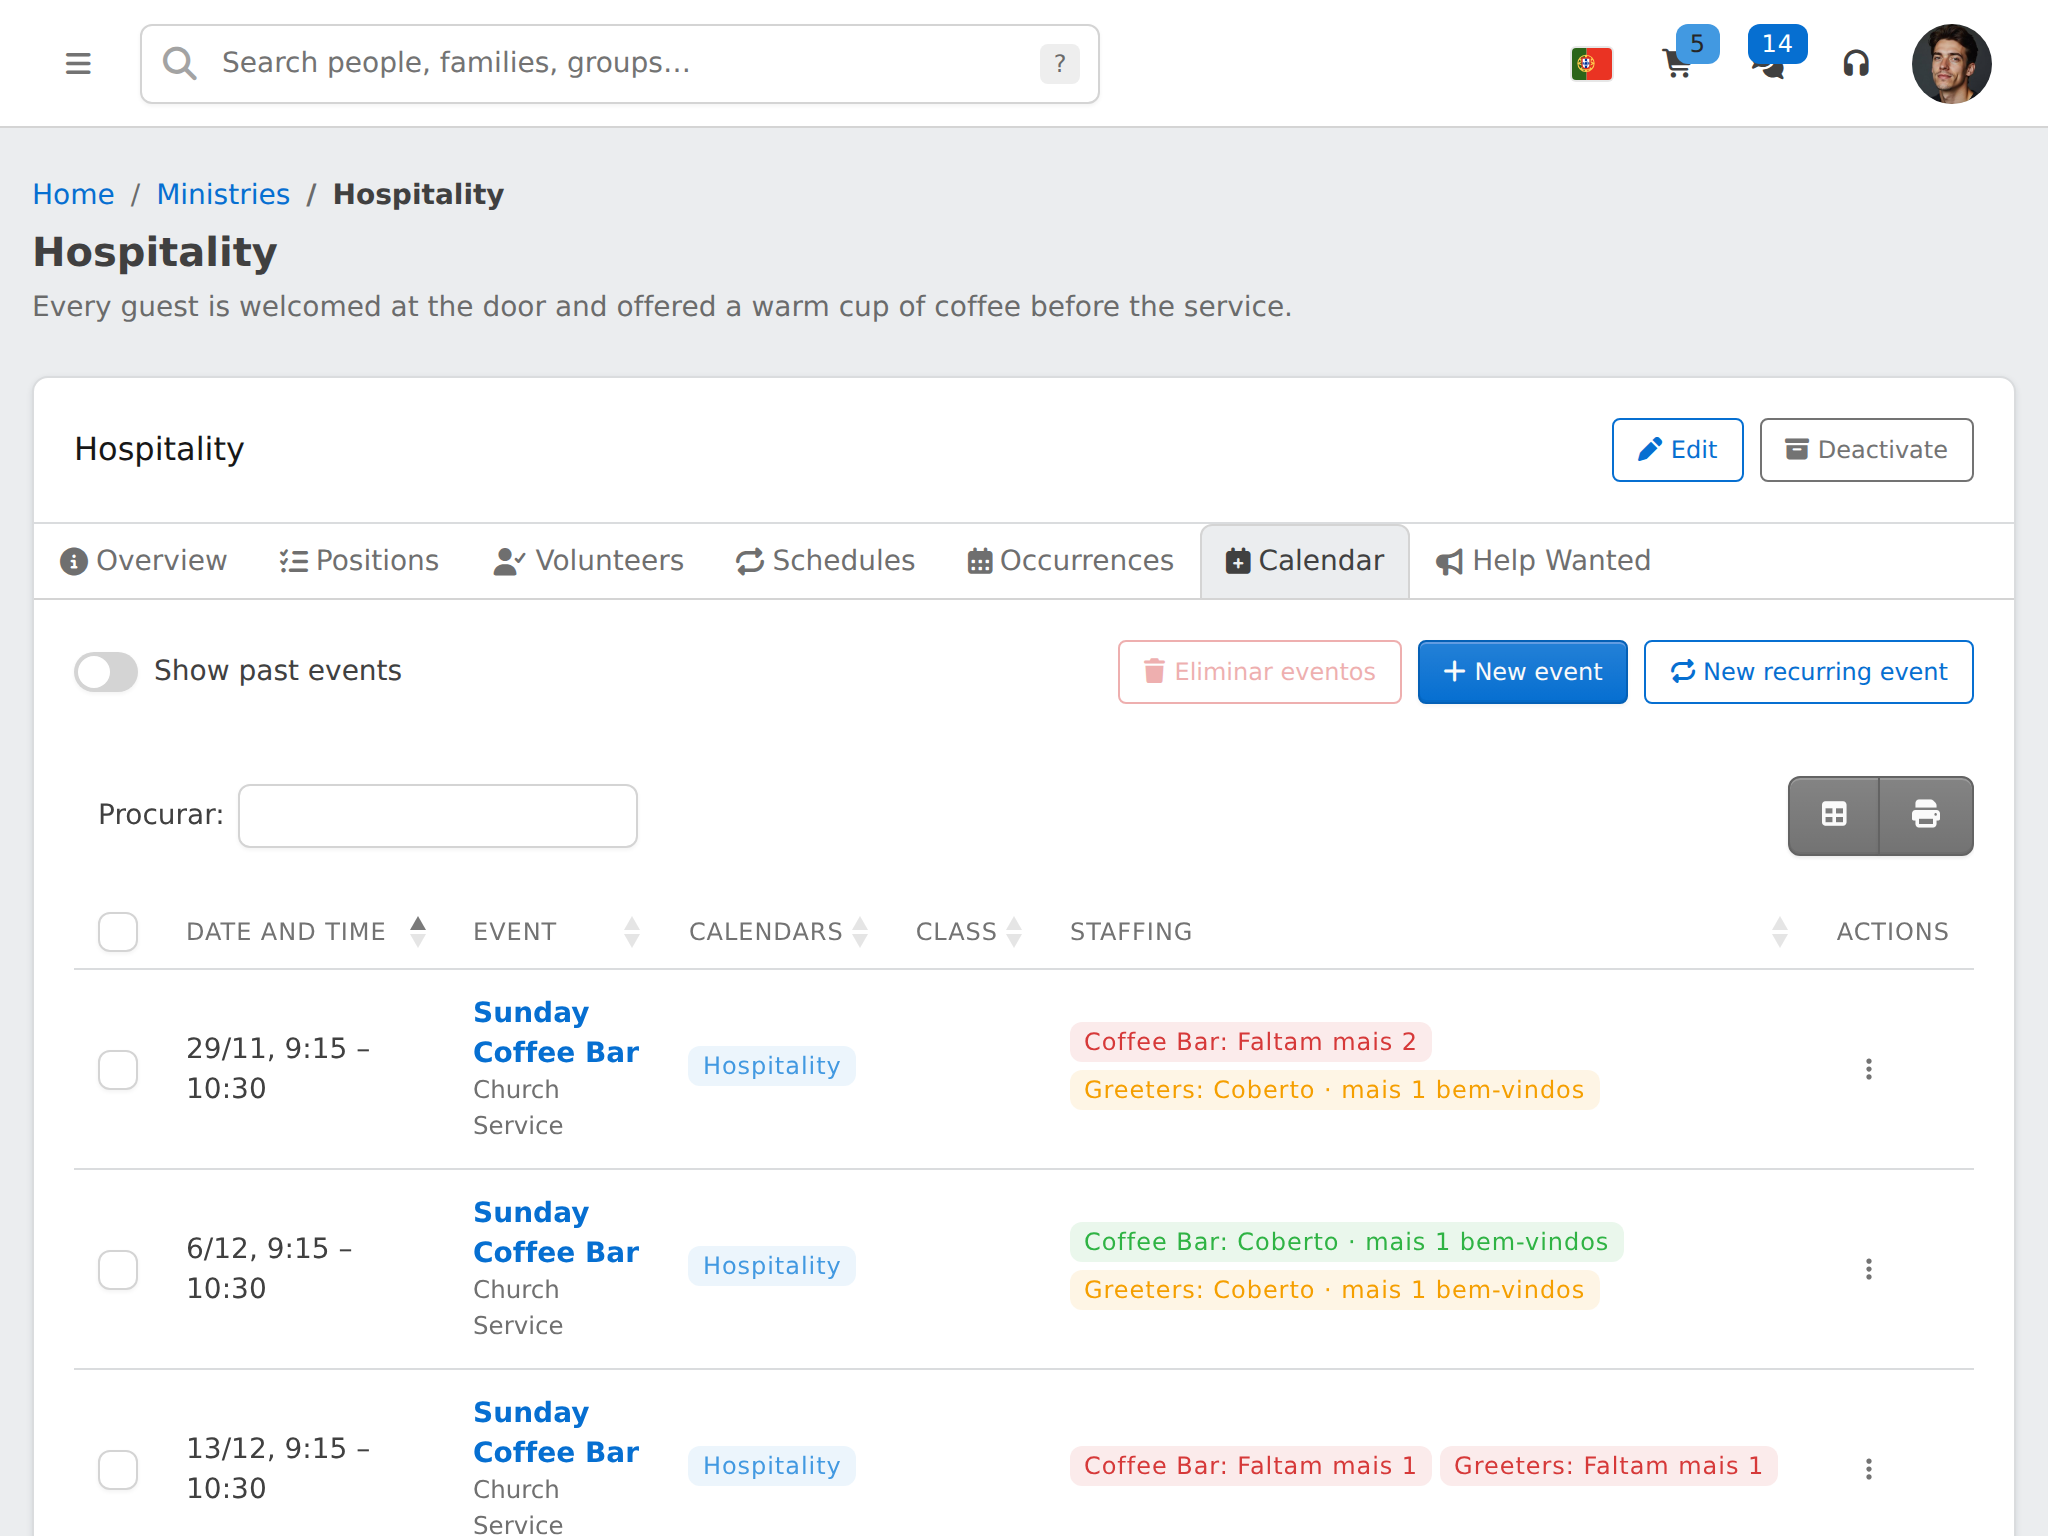 Search people, families, groups...
?
5
14
Home / Ministries / Hospitality
Hospitality
Every guest is welcomed at the door and offered a warm cup of coffee before the service.
Hospitality
Edit
Deactivate
Overview
Positions
Volunteers
Schedules
Occurrences
Calendar
Help Wanted
Show past events
Eliminar eventos
New event
New recurring event
Procurar:
DATE AND TIME
EVENT
CALENDARS
CLASS
STAFFING
ACTIONS
29/11, 9:15 –
10:30
Sunday
Coffee Bar
Church
Service
Hospitality
Coffee Bar: Faltam mais 2
Greeters: Coberto · mais 1 bem-vindos
6/12, 9:15 –
10:30
Sunday
Coffee Bar
Church
Service
Hospitality
Coffee Bar: Coberto · mais 1 bem-vindos
Greeters: Coberto · mais 1 bem-vindos
13/12, 9:15 –
10:30
Sunday
Coffee Bar
Church
Service
Hospitality
Coffee Bar: Faltam mais 1
Greeters: Faltam mais 1